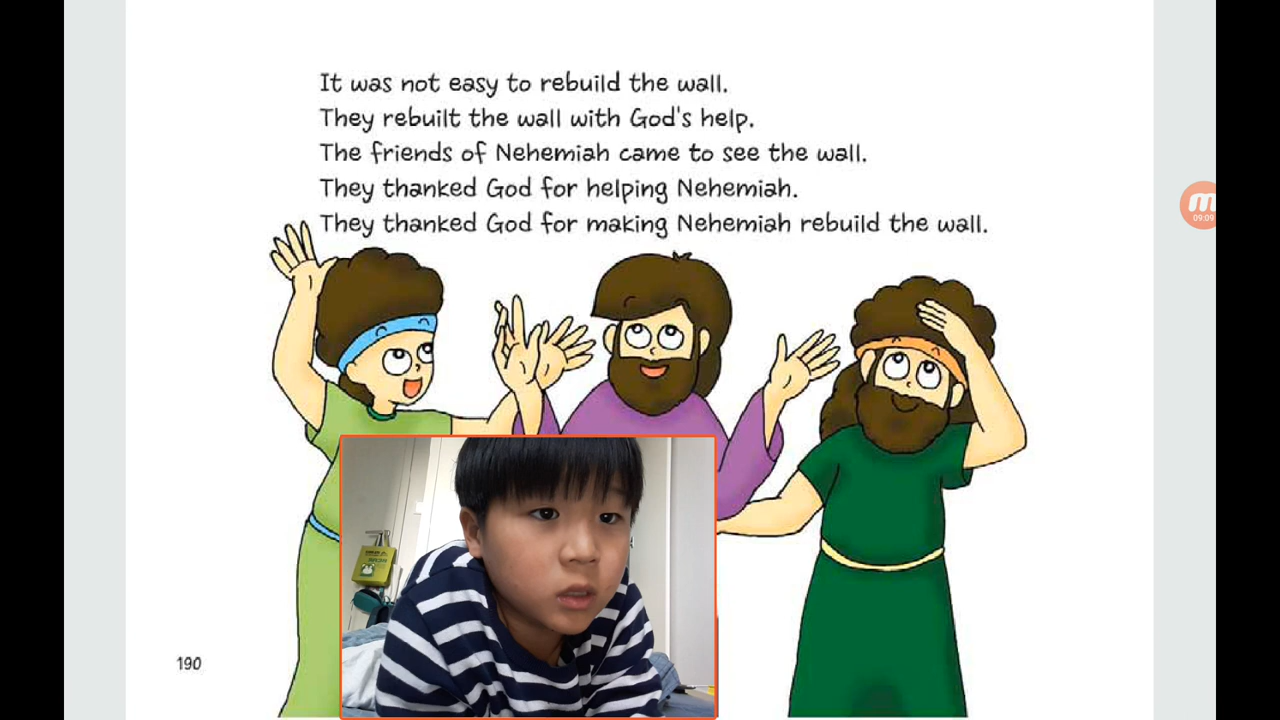 It was not easy to rebuild the wall.
They rebuilt the wall with God's help.
The friends of Nehemiah came to see the wall.
They thanked God for helping Nehemiah.
They thanked God for making Nehemiah rebuild the wall.
09:09
190